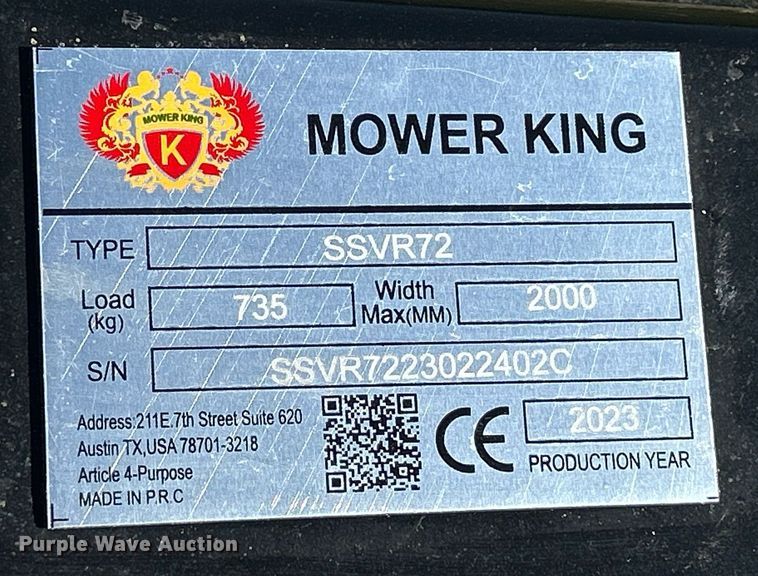 MOWER KING
K
MOWER KING
TYPE SSVR72
Load (kg) 735 Width Max(MM) 2000
S/N SSVR7223022402C
Address:211E.7th Street Suite 620
Austin TX,USA 78701-3218
Article 4-Purpose
MADE IN P.R.C
CE
2023
PRODUCTION YEAR
Purple Wave Auction